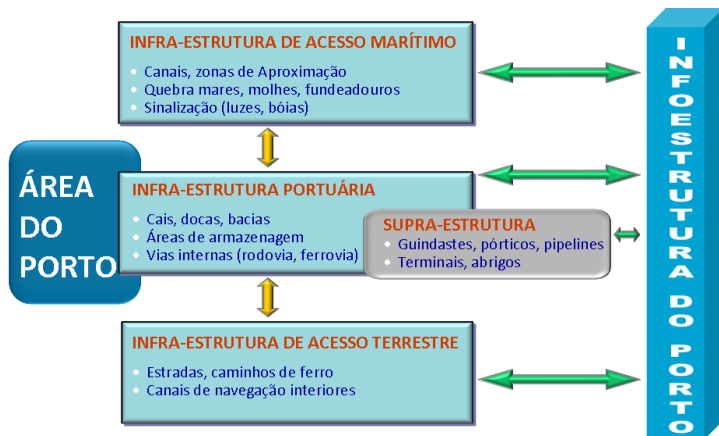 INFRA-ESTRUTURA DE ACESSO MARÍTIMO
Canais, zonas de Aproximação
Quebra mares, molhes, fundeadouros
Sinalização (luzes, bóias)
ÁREA
DO
PORTO
INFRA-ESTRUTURA PORTUÁRIA
Cais, docas, bacias
Áreas de armazenagem
Vias internas (rodovia, ferrovia)
SUPRA-ESTRUTURA
Guindastes, pórticos, pipelines
Terminais, abrigos
INFRA-ESTRUTURA DE ACESSO TERRESTRE
Estradas, caminhos de ferro
Canais de navegação interiores
INFOESTRUTURA DO PORTO